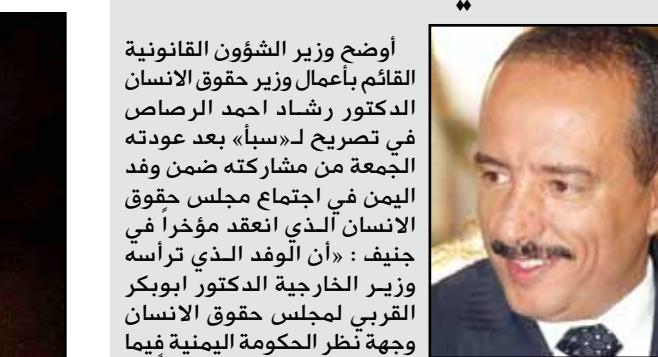 أوضح وزير الشؤون القانونية
القائم بأعمال وزير حقوق الانسان
الدكتور رشاد احمد الرصاص
في تصريح لـ«سبأ» بعد عودته
الجمعة من مشاركته ضمن وفد
اليمن في اجتماع مجلس حقوق
الانسان الذي انعقد مؤخراً في
جنيف : «أن الوفد الذي ترأسه
وزير الخارجية الدكتور ابوبكر
القربي لمجلس حقوق الانسان
وجهة نظر الحكومة اليمنية فيما